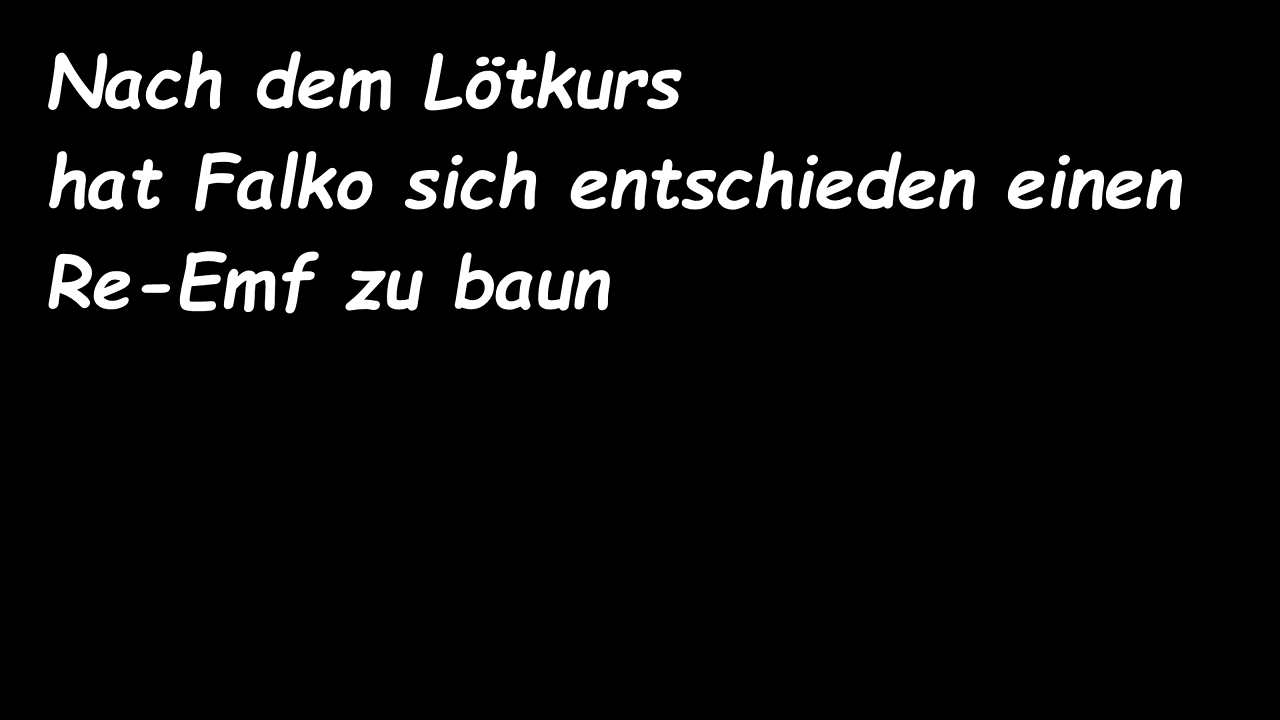 Nach dem Lötkurs
hat Falko sich entschieden einen
Re-Emf zu baun